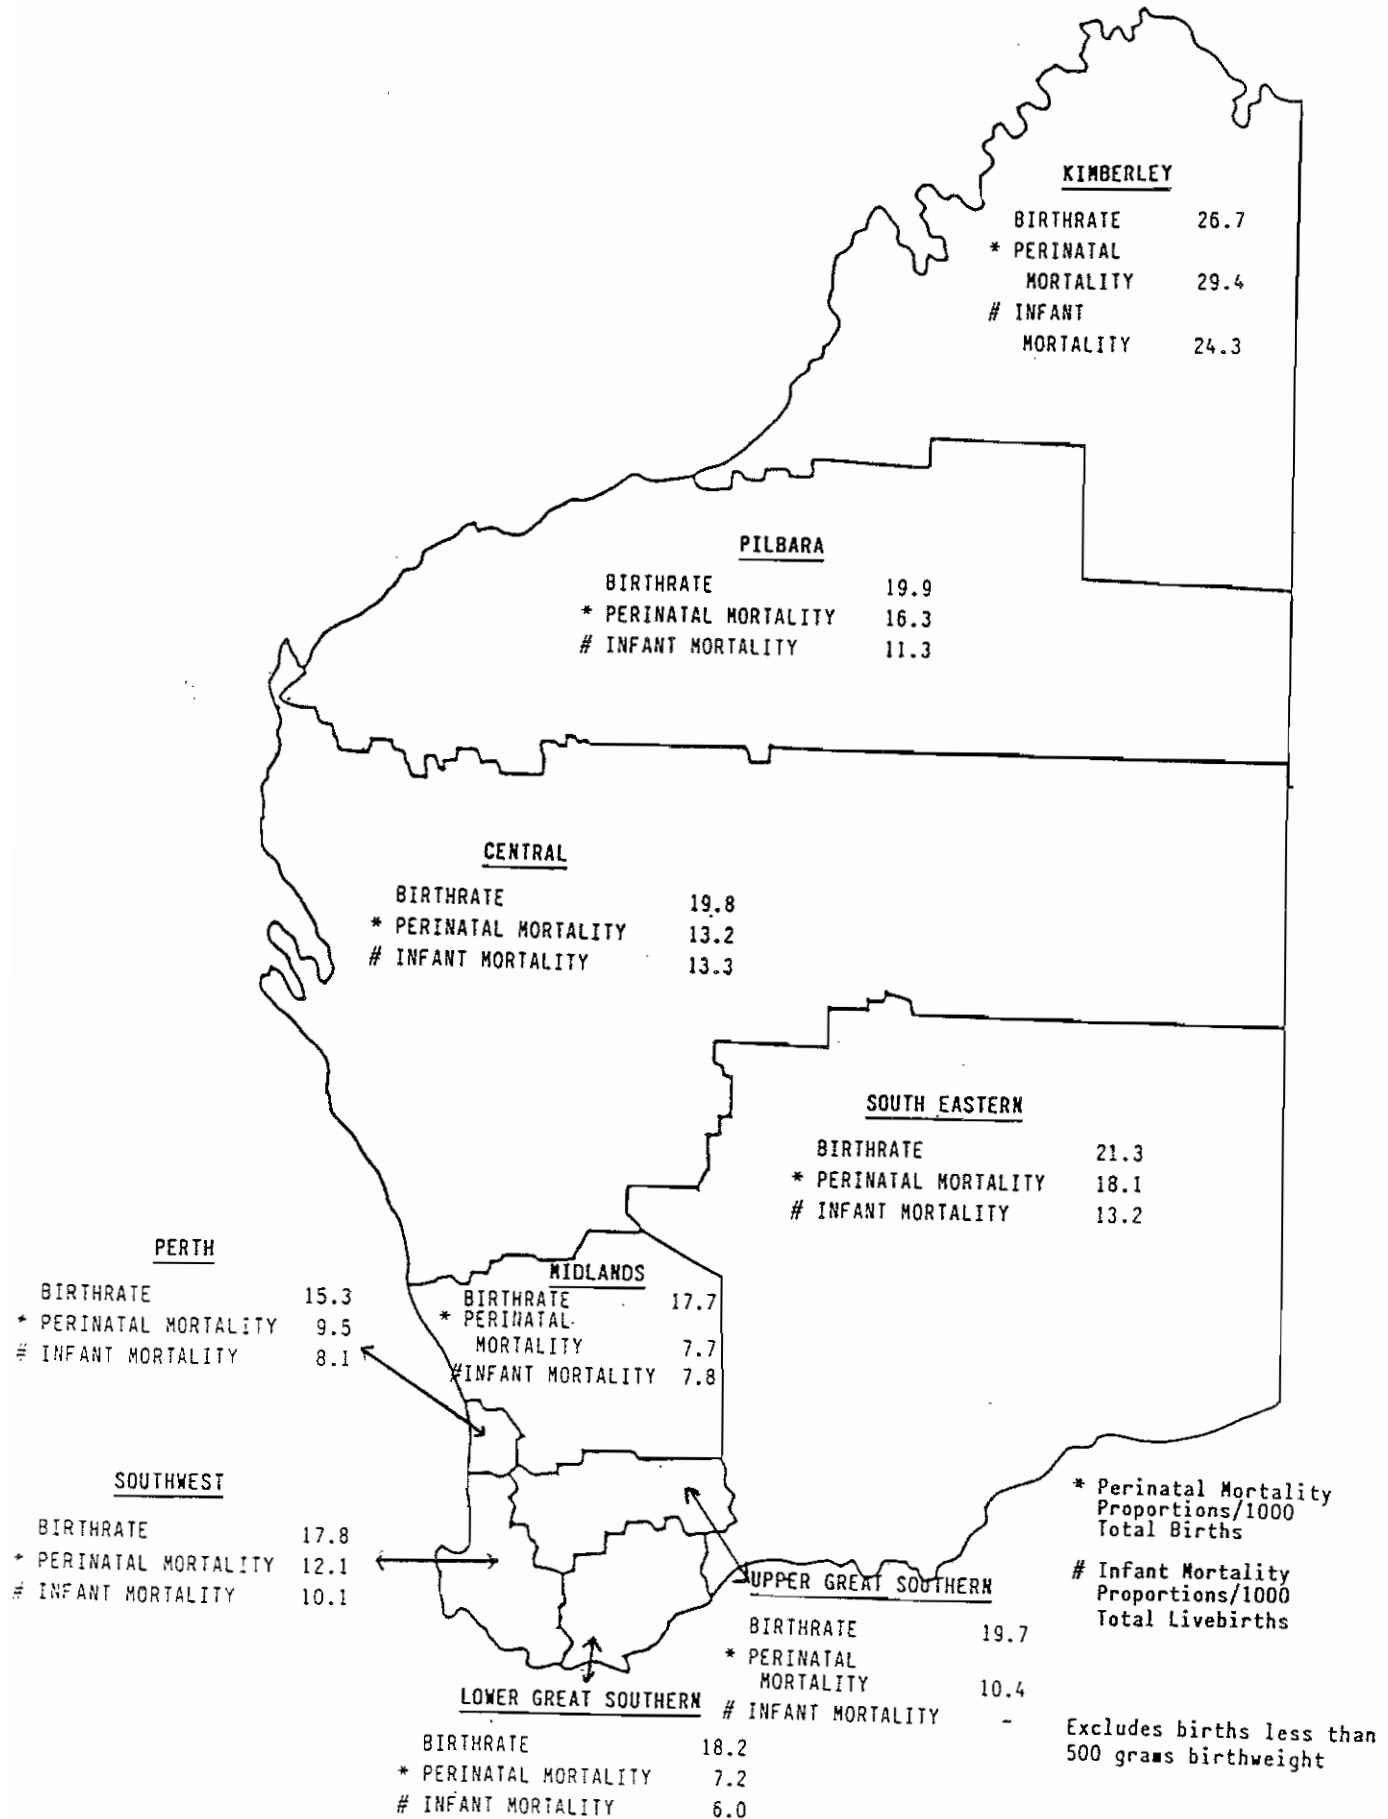 KIMBERLEY
BIRTHRATE 26.7
* PERINATAL
MORTALITY 29.4
# INFANT
MORTALITY 24.3
PILBARA
BIRTHRATE 19.9
* PERINATAL MORTALITY 16.3
# INFANT MORTALITY 11.3
CENTRAL
BIRTHRATE 19.8
* PERINATAL MORTALITY 13.2
# INFANT MORTALITY 13.3
SOUTH EASTERN
BIRTHRATE 21.3
* PERINATAL MORTALITY 18.1
# INFANT MORTALITY 13.2
PERTH
BIRTHRATE 15.3
* PERINATAL MORTALITY 9.5
# INFANT MORTALITY 8.1
MIDLANDS
BIRTHRATE 17.7
* PERINATAL
MORTALITY 7.7
# INFANT MORTALITY 7.8
SOUTHWEST
BIRTHRATE 17.8
* PERINATAL MORTALITY 12.1
# INFANT MORTALITY 10.1
* Perinatal Mortality
Proportions/1000
Total Births
# Infant Mortality
Proportions/1000
Total Livebirths
UPPER GREAT SOUTHERN
BIRTHRATE 19.7
* PERINATAL
MORTALITY 10.4
# INFANT MORTALITY -
LOWER GREAT SOUTHERN
BIRTHRATE 18.2
* PERINATAL MORTALITY 7.2
# INFANT MORTALITY 6.0
Excludes births less than
500 grams birthweight